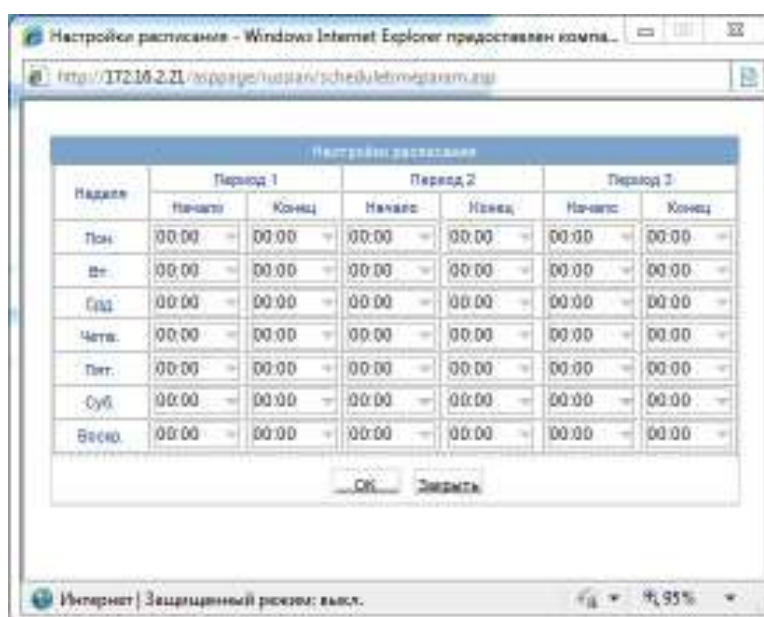 Настройки расписания - Windows Internet Explorer предоставлен компа...
http://172.16.2.21/asppage/russian/scheduletimeparam.asp
Настройки расписания
Неделя Период 1 Период 2 Период 3
Начало Конец Начало Конец Начало Конец
Пон. 00:00 00:00 00:00 00:00 00:00 00:00
Вт. 00:00 00:00 00:00 00:00 00:00 00:00
Срд. 00:00 00:00 00:00 00:00 00:00 00:00
Четв. 00:00 00:00 00:00 00:00 00:00 00:00
Пят. 00:00 00:00 00:00 00:00 00:00 00:00
Суб. 00:00 00:00 00:00 00:00 00:00 00:00
Воскр. 00:00 00:00 00:00 00:00 00:00 00:00
OK Закрыть
Интернет | Защищенный режим: выкл. 95%